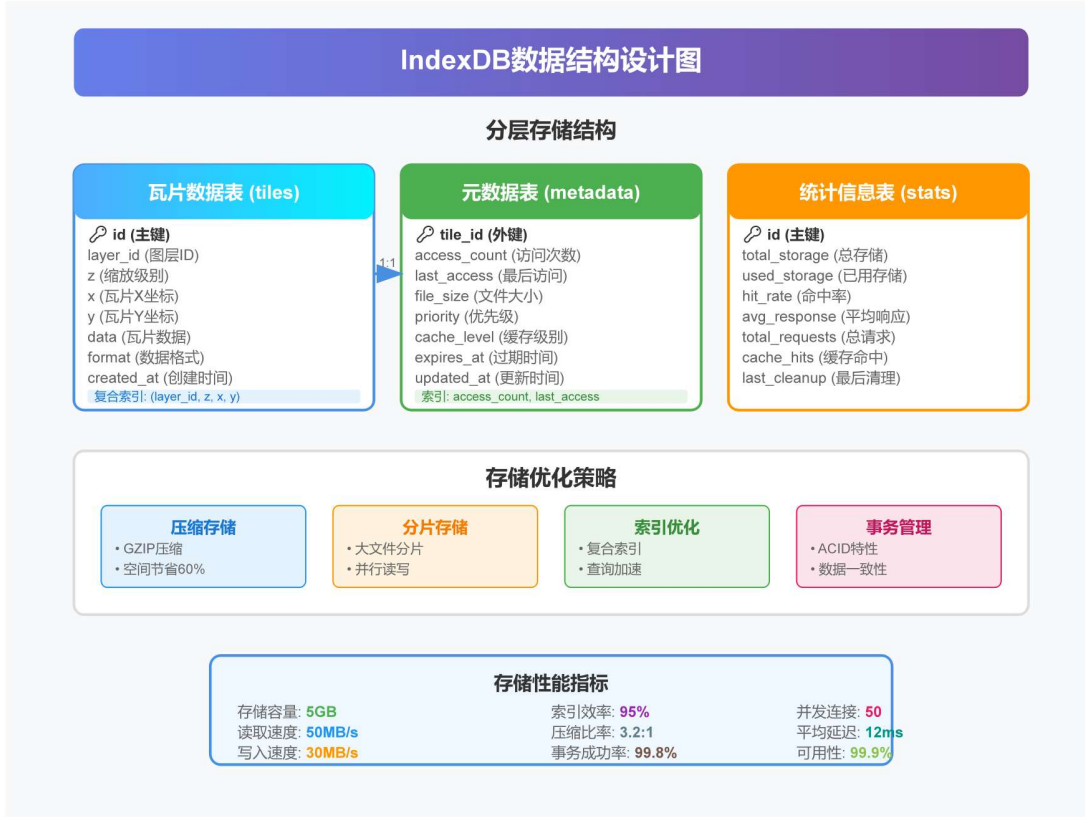 IndexDB数据结构设计图
分层存储结构
瓦片数据表 (tiles)
id (主键)
layer_id (图层ID)
z (缩放级别)
x (瓦片X坐标)
y (瓦片Y坐标)
data (瓦片数据)
format (数据格式)
created_at (创建时间)
复合索引: (layer_id, z, x, y)
1:1
元数据表 (metadata)
tile_id (外键)
access_count (访问次数)
last_access (最后访问)
file_size (文件大小)
priority (优先级)
cache_level (缓存级别)
expires_at (过期时间)
updated_at (更新时间)
索引: access_count, last_access
统计信息表 (stats)
id (主键)
total_storage (总存储)
used_storage (已用存储)
hit_rate (命中率)
avg_response (平均响应)
total_requests (总请求)
cache_hits (缓存命中)
last_cleanup (最后清理)
存储优化策略
压缩存储
• GZIP压缩
• 空间节省60%
分片存储
• 大文件分片
• 并行读写
索引优化
• 复合索引
• 查询加速
事务管理
• ACID特性
• 数据一致性
存储性能指标
存储容量: 5GB
读取速度: 50MB/s
写入速度: 30MB/s
索引效率: 95%
压缩比率: 3.2:1
事务成功率: 99.8%
并发连接: 50
平均延迟: 12ms
可用性: 99.9%